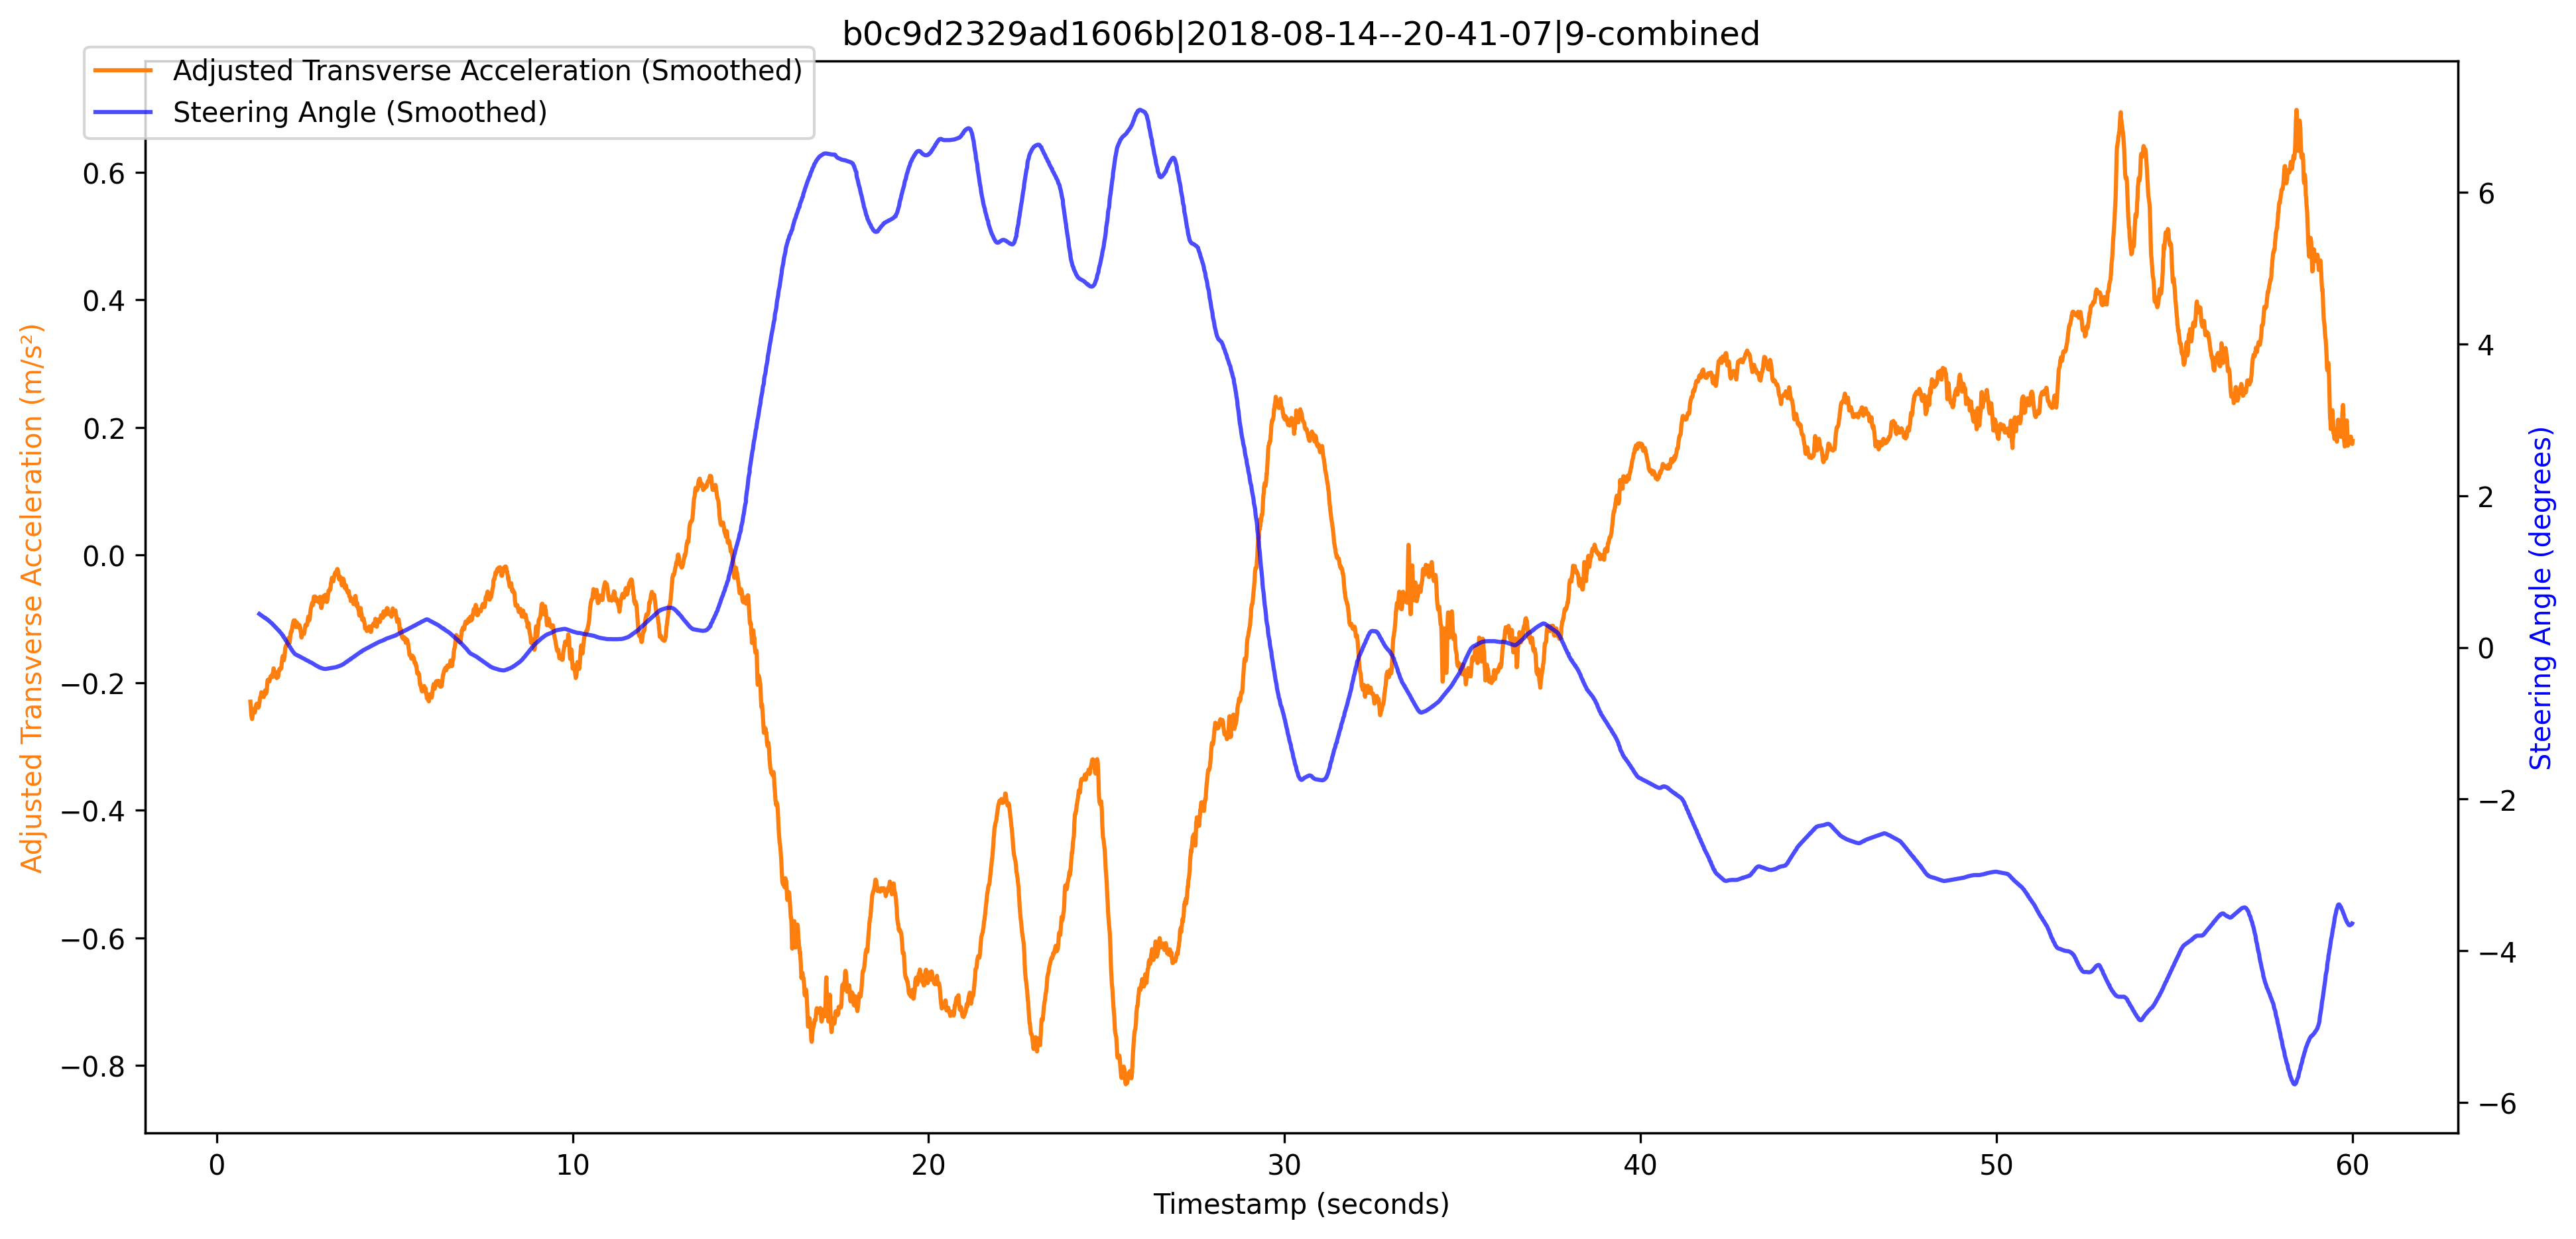 b0c9d2329ad1606b|2018-08-14--20-41-07|9-combined
Adjusted Transverse Acceleration (Smoothed)
Steering Angle (Smoothed)
Adjusted Transverse Acceleration (m/s²)
0.6
0.4
0.2
0.0
−0.2
−0.4
−0.6
−0.8
6
4
2
0
−2
−4
−6
Steering Angle (degrees)
0 10 20 30 40 50 60
Timestamp (seconds)